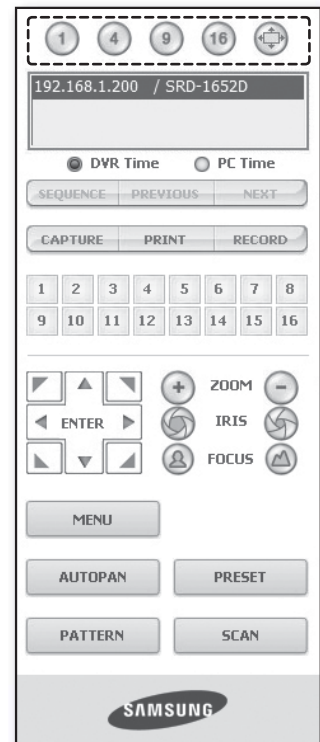 1 4 9 16
192.168.1.200 / SRD-1652D
DVR Time PC Time
SEQUENCE PREVIOUS NEXT
CAPTURE PRINT RECORD
1 2 3 4 5 6 7 8
9 10 11 12 13 14 15 16
ZOOM
ENTER IRIS
FOCUS
MENU
AUTOPAN PRESET
PATTERN SCAN
SAMSUNG